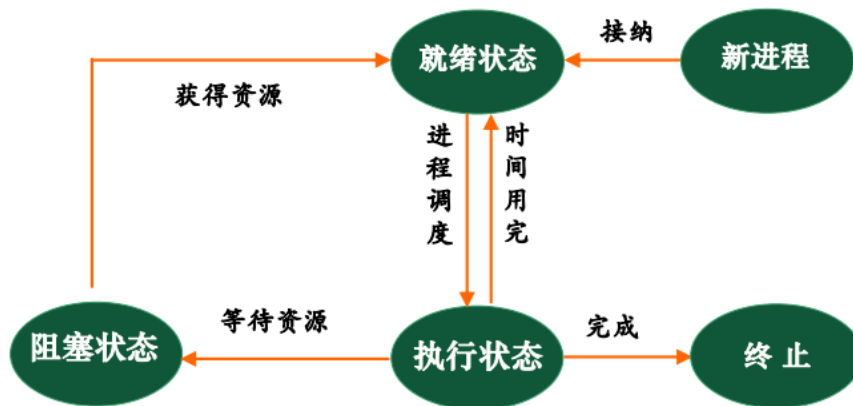 接纳
就绪状态
新进程
获得资源
进程调度
时间用完
等待资源
完成
阻塞状态
执行状态
终 止